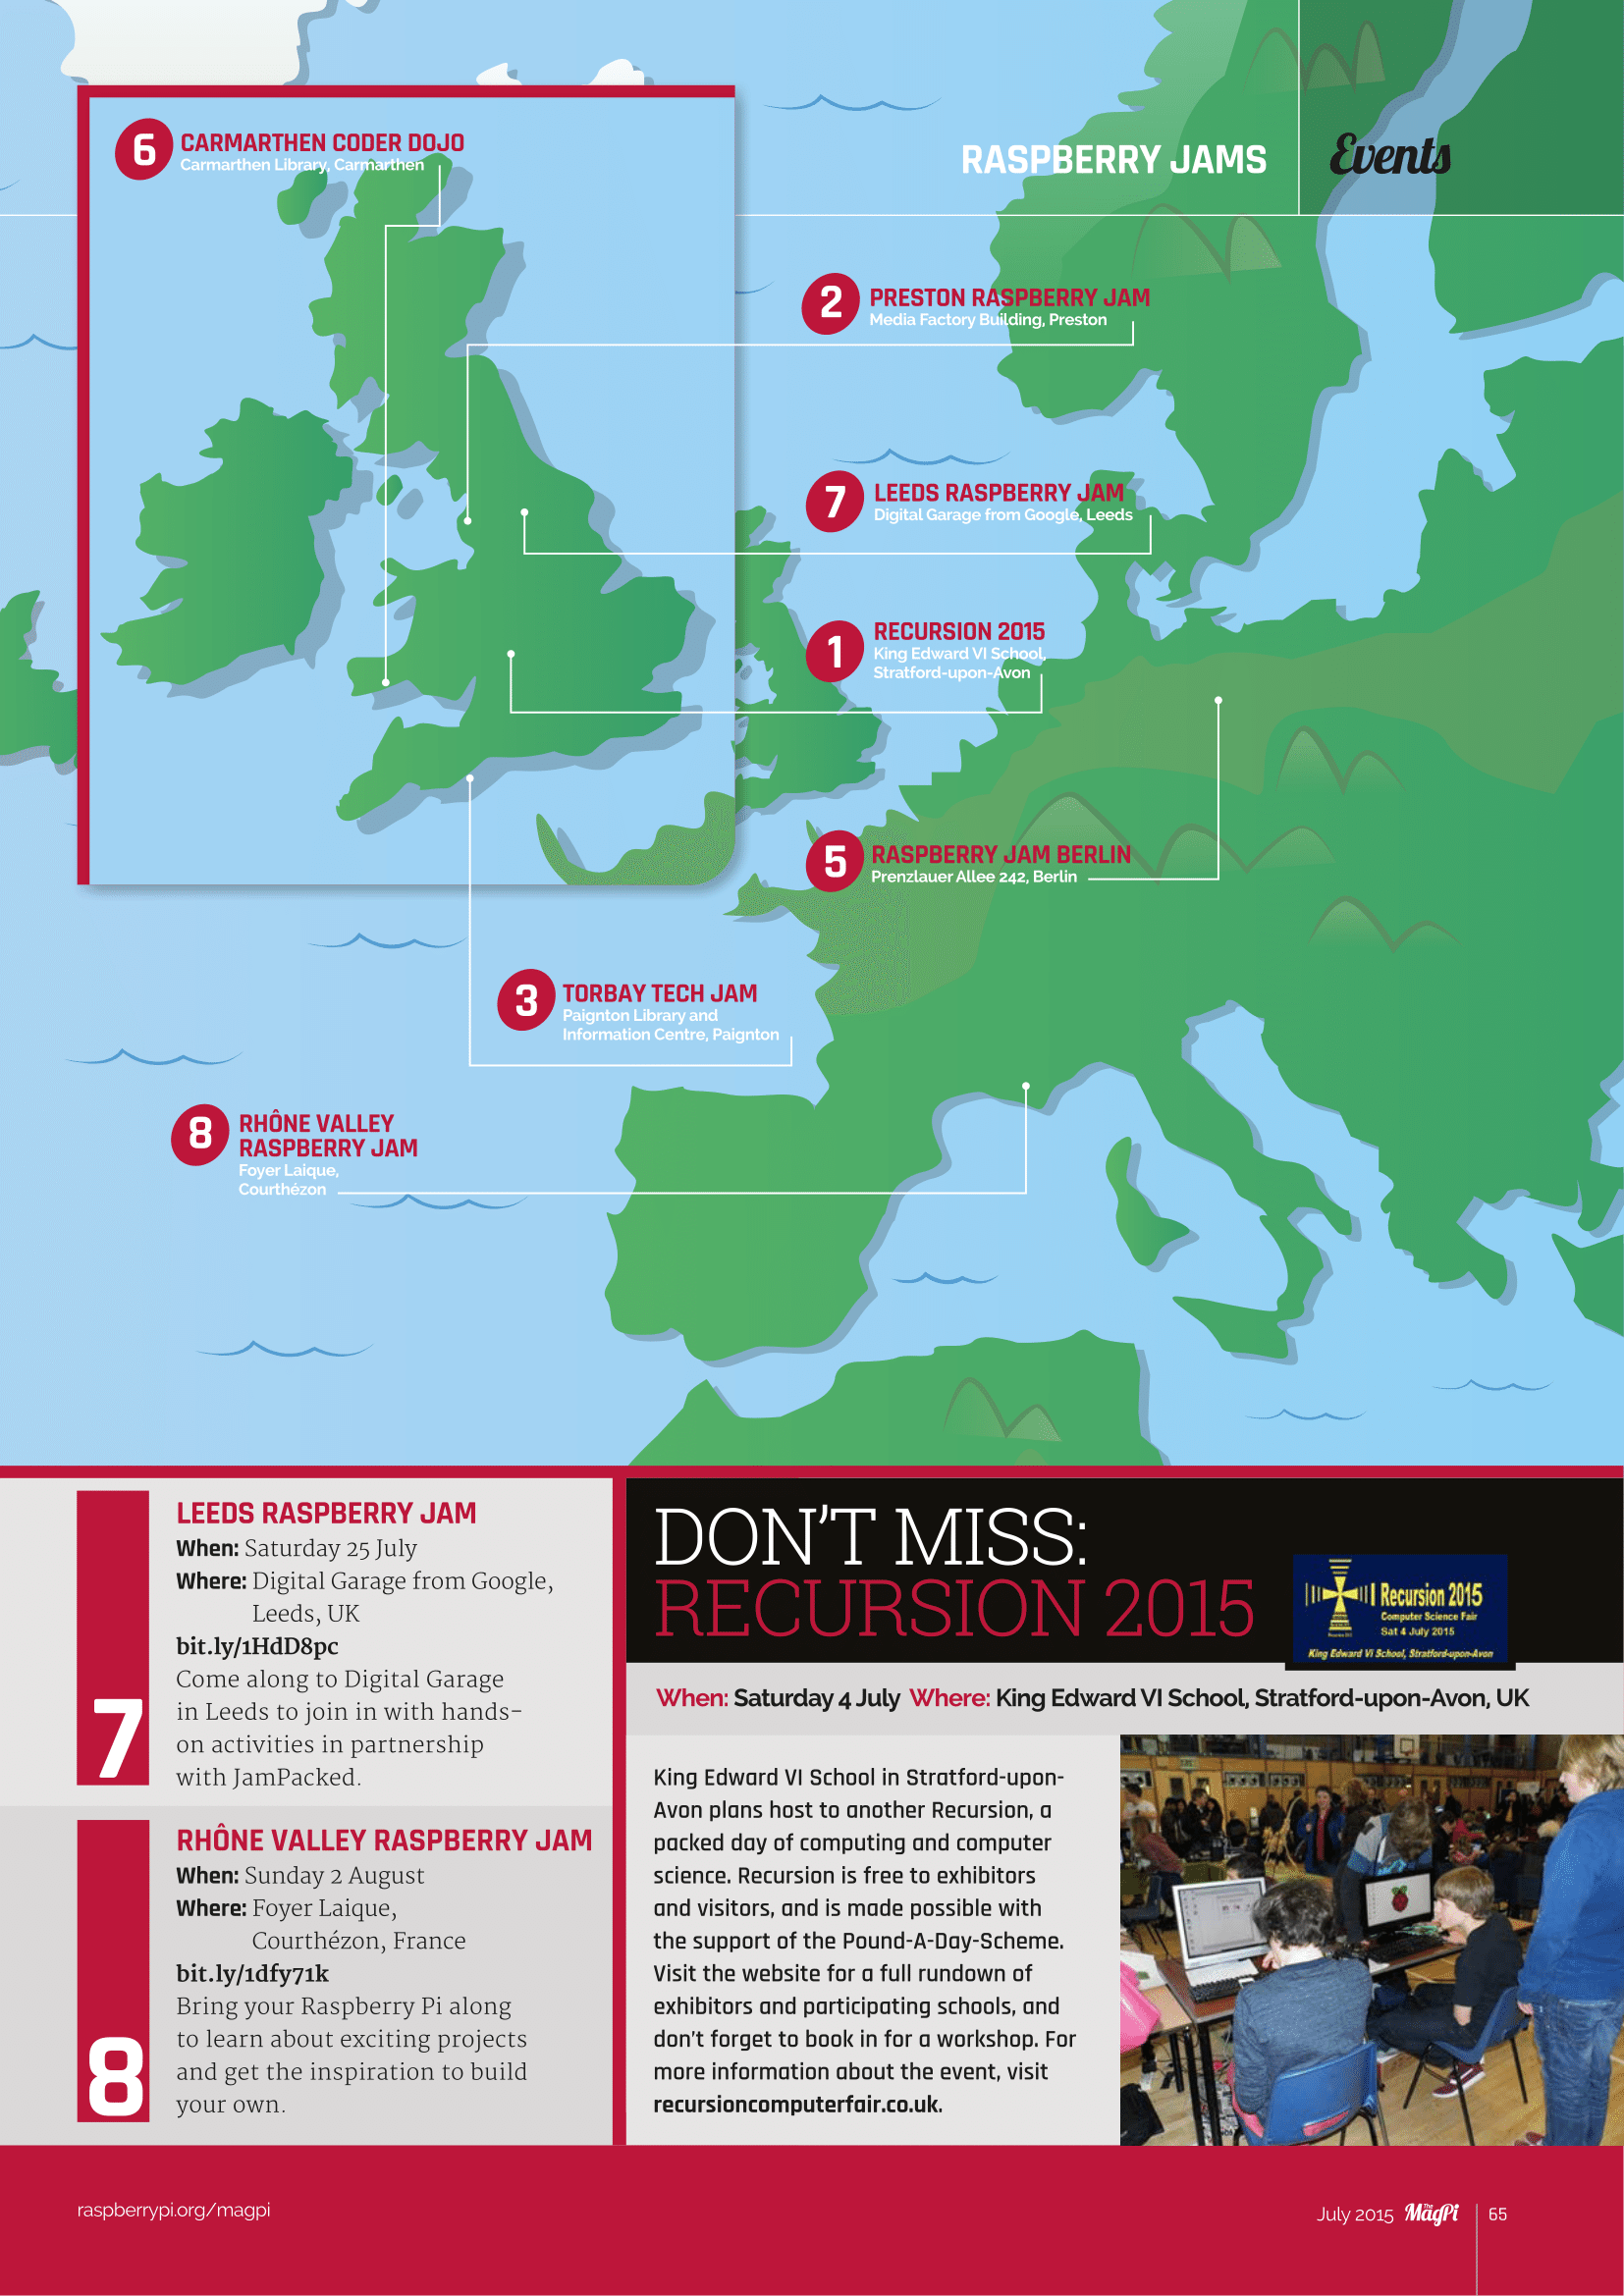 RASPBERRY JAMS
Events
6
CARMARTHEN CODER DOJO
Carmarthen Library, Carmarthen
2
PRESTON RASPBERRY JAM
Media Factory Building, Preston
7
LEEDS RASPBERRY JAM
Digital Garage from Google, Leeds
1
RECURSION 2015
King Edward VI School,
Stratford-upon-Avon
5
RASPBERRY JAM BERLIN
Prenzlauer Allee 242, Berlin
3
TORBAY TECH JAM
Paignton Library and
Information Centre, Paignton
8
RHÔNE VALLEY
RASPBERRY JAM
Foyer Laique,
Courthézon
7
LEEDS RASPBERRY JAM
When: Saturday 25 July
Where: Digital Garage from Google,
Leeds, UK
bit.ly/1HdD8pc
Come along to Digital Garage
in Leeds to join in with hands-
on activities in partnership
with JamPacked.
8
RHÔNE VALLEY RASPBERRY JAM
When: Sunday 2 August
Where: Foyer Laique,
Courthézon, France
bit.ly/1dfy71k
Bring your Raspberry Pi along
to learn about exciting projects
and get the inspiration to build
your own.
DON'T MISS:
RECURSION 2015
Recursion 2015
Computer Science Fair
Sat 4 July 2015
King Edward VI School, Stratford-upon-Avon
When: Saturday 4 July Where: King Edward VI School, Stratford-upon-Avon, UK
King Edward VI School in Stratford-upon-
Avon plans host to another Recursion, a
packed day of computing and computer
science. Recursion is free to exhibitors
and visitors, and is made possible with
the support of the Pound-A-Day-Scheme.
Visit the website for a full rundown of
exhibitors and participating schools, and
don't forget to book in for a workshop. For
more information about the event, visit
recursioncomputerfair.co.uk.
raspberrypi.org/magpi
July 2015 The MagPi 65